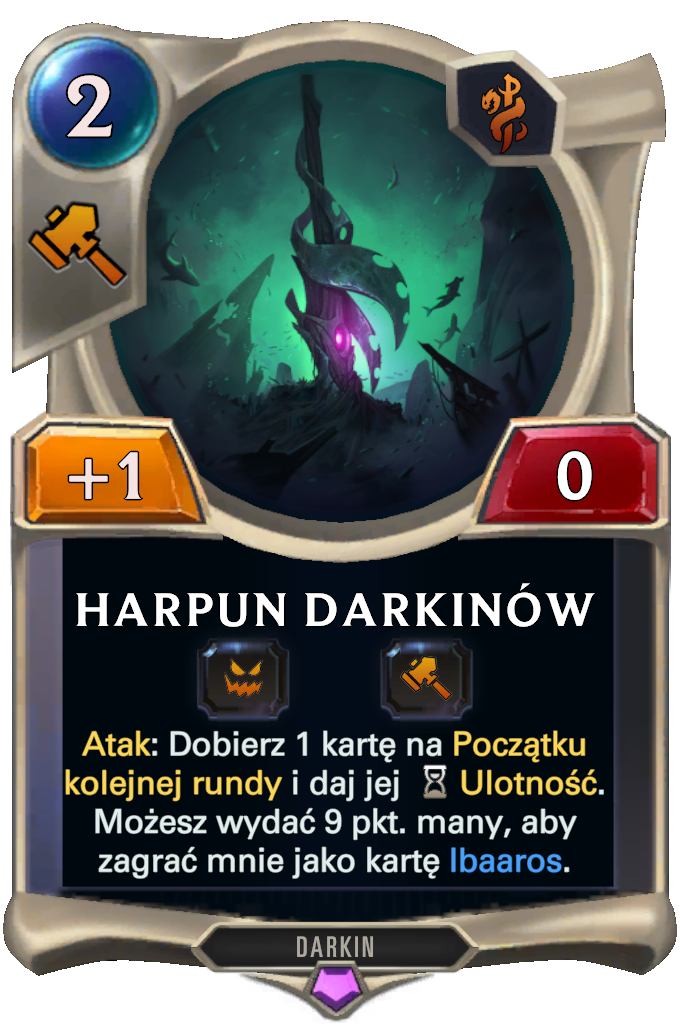 2
+1
0
HARPUN DARKINÓW
Atak: Dobierz 1 kartę na Początku
kolejnej rundy i daj jej Ulotność.
Możesz wydać 9 pkt. many, aby
zagrać mnie jako kartę Ibaaros.
DARKIN